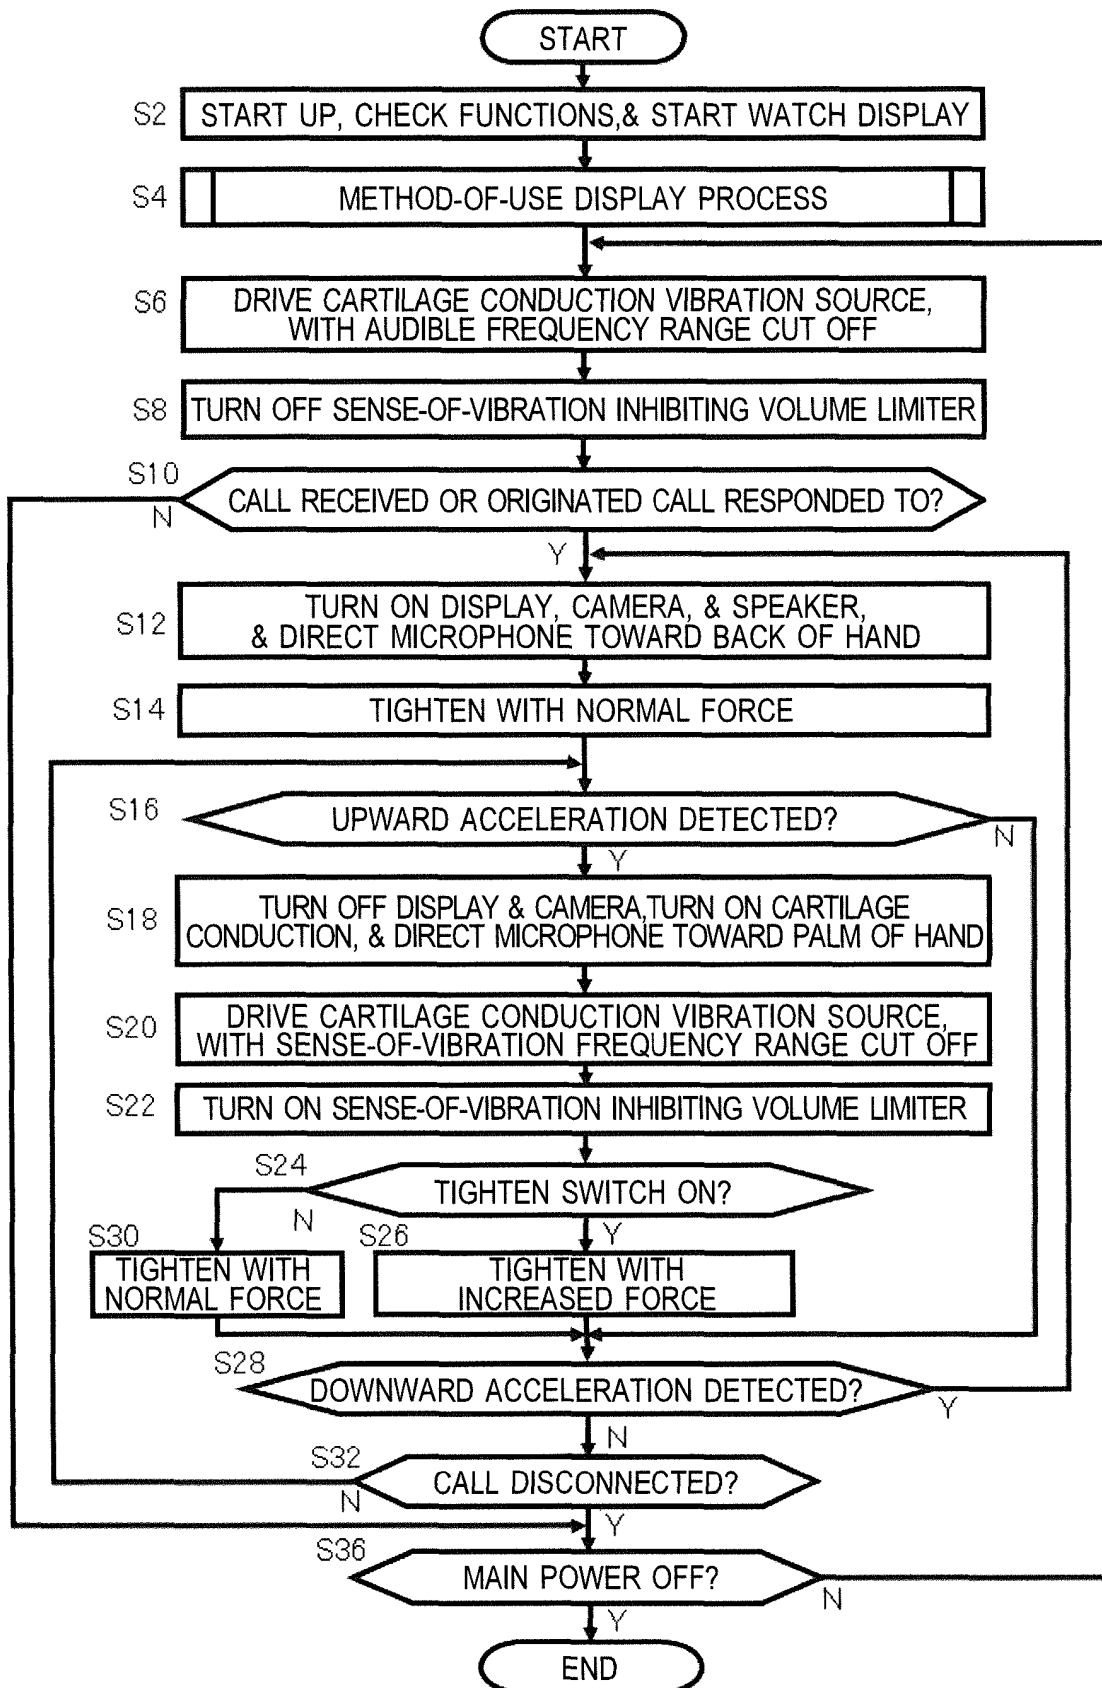 START
S2
START UP, CHECK FUNCTIONS,& START WATCH DISPLAY
S4
METHOD-OF-USE DISPLAY PROCESS
S6
DRIVE CARTILAGE CONDUCTION VIBRATION SOURCE,
WITH AUDIBLE FREQUENCY RANGE CUT OFF
S8
TURN OFF SENSE-OF-VIBRATION INHIBITING VOLUME LIMITER
S10
CALL RECEIVED OR ORIGINATED CALL RESPONDED TO?
N
Y
S12
TURN ON DISPLAY, CAMERA, & SPEAKER,
& DIRECT MICROPHONE TOWARD BACK OF HAND
S14
TIGHTEN WITH NORMAL FORCE
S16
UPWARD ACCELERATION DETECTED?
N
Y
S18
TURN OFF DISPLAY & CAMERA,TURN ON CARTILAGE
CONDUCTION, & DIRECT MICROPHONE TOWARD PALM OF HAND
S20
DRIVE CARTILAGE CONDUCTION VIBRATION SOURCE,
WITH SENSE-OF-VIBRATION FREQUENCY RANGE CUT OFF
S22
TURN ON SENSE-OF-VIBRATION INHIBITING VOLUME LIMITER
S24
TIGHTEN SWITCH ON?
N
Y
S30
TIGHTEN WITH
NORMAL FORCE
S26
TIGHTEN WITH
INCREASED FORCE
S28
DOWNWARD ACCELERATION DETECTED?
Y
N
S32
CALL DISCONNECTED?
N
Y
S36
MAIN POWER OFF?
N
Y
END